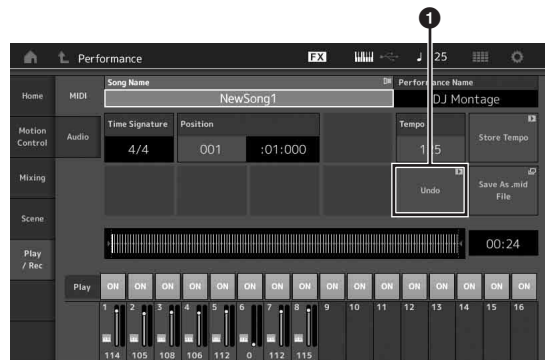 1
Performance
FX
125
Home
MIDI
Song Name
NewSong1
Performance Name
DJ Montage
Motion Control
Audio
Time Signature
4/4
Position
001 :01:000
Tempo
125
Store Tempo
Mixing
Undo
Save As .mid File
Scene
Play / Rec
00:24
Play
ON ON ON ON ON ON ON ON ON ON ON ON ON ON ON ON
1 2 3 4 5 6 7 8 9 10 11 12 13 14 15 16
114 105 108 106 112 0 112 115